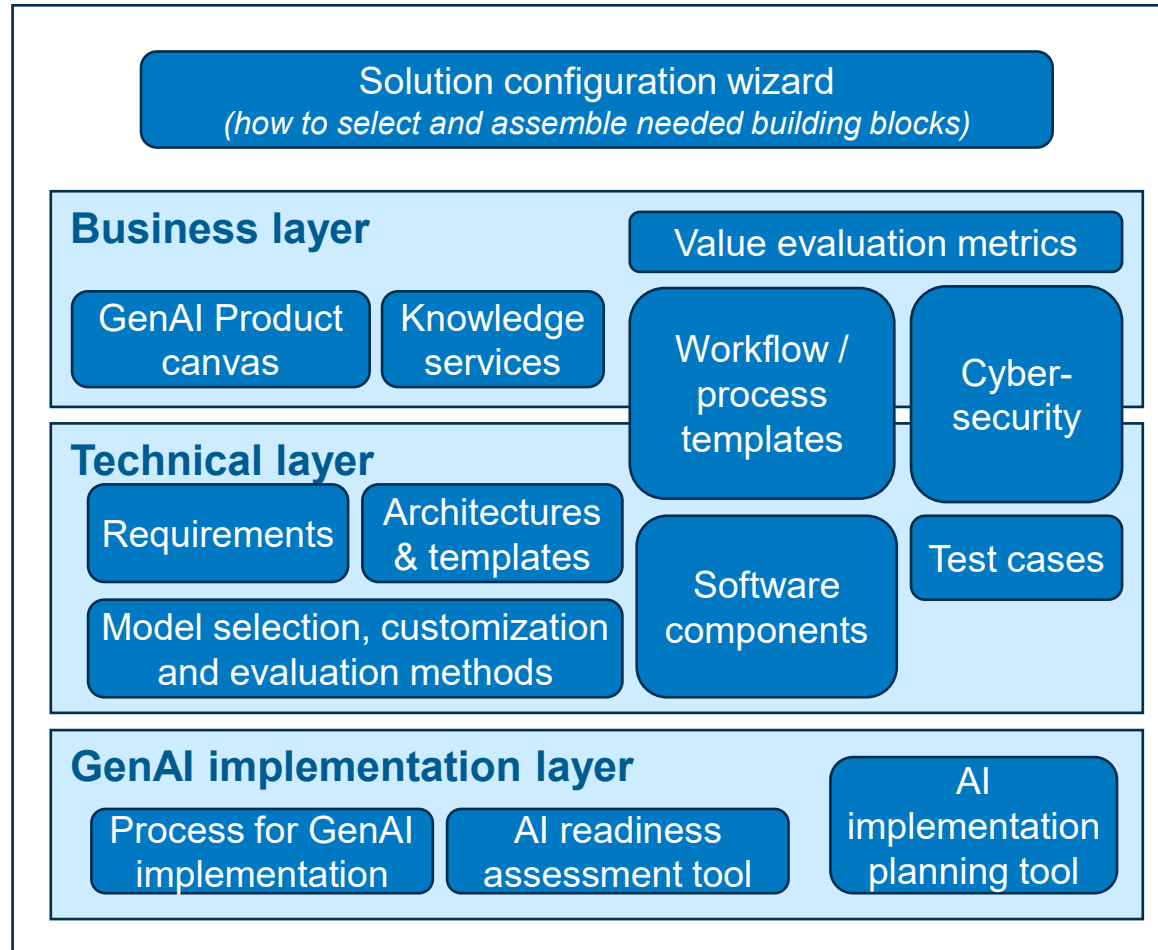 Solution configuration wizard
(how to select and assemble needed building blocks)
Business layer
Value evaluation metrics
GenAI Product
canvas
Knowledge
services
Workflow /
process
templates
Cyber-
security
Technical layer
Requirements
Architectures
& templates
Model selection, customization
and evaluation methods
Software
components
Test cases
GenAI implementation layer
Process for GenAI
implementation
AI readiness
assessment tool
AI
implementation
planning tool